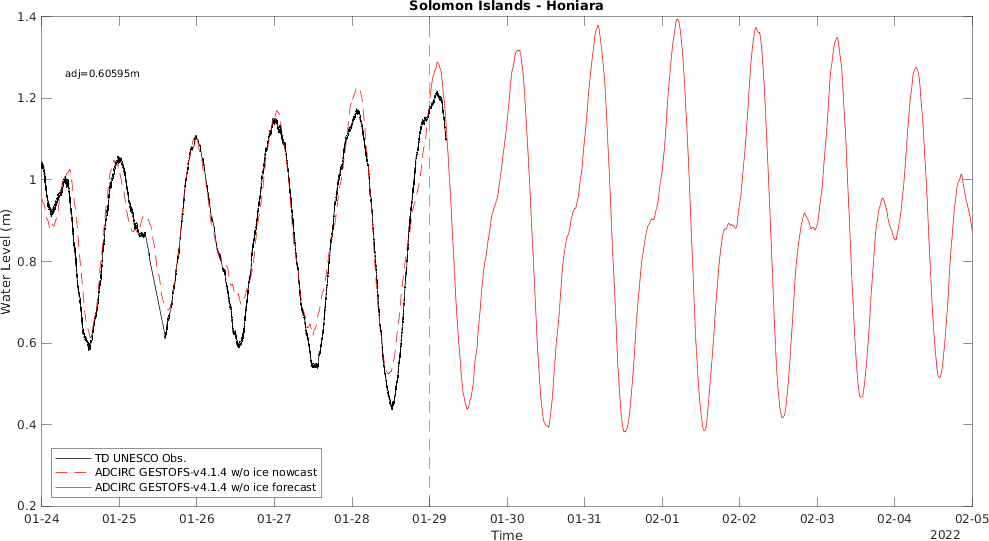 Solomon Islands - Honiara
1.4
adj=0.60595m
1.2
1
0.8
0.6
0.4
0.2
Water Level (m)
TD UNESCO Obs.
ADCIRC GESTOFS-v4.1.4 w/o ice nowcast
ADCIRC GESTOFS-v4.1.4 w/o ice forecast
01-24 01-25 01-26 01-27 01-28 01-29 01-30 01-31 02-01 02-02 02-03 02-04 02-05
Time
2022